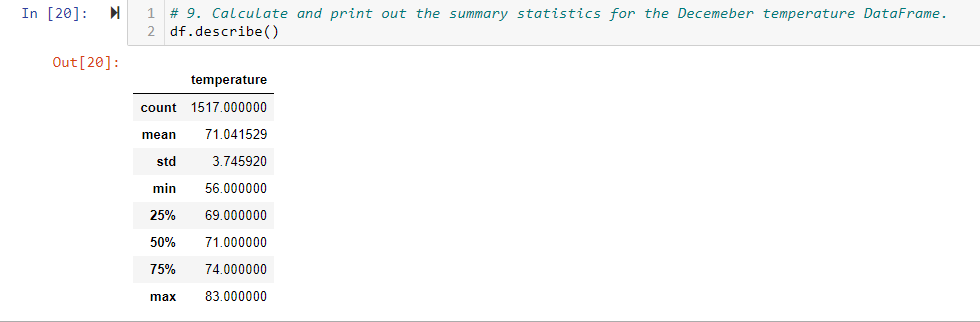 In [20]: 1 # 9. Calculate and print out the summary statistics for the Decemeber temperature DataFrame.
2 df.describe()
Out[20]:
temperature
count 1517.000000
mean 71.041529
std 3.745920
min 56.000000
25% 69.000000
50% 71.000000
75% 74.000000
max 83.000000